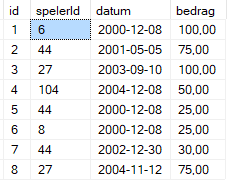 id spelerId datum bedrag
1 6 2000-12-08 100,00
2 44 2001-05-05 75,00
3 27 2003-09-10 100,00
4 104 2004-12-08 50,00
5 44 2000-12-08 25,00
6 8 2000-12-08 25,00
7 44 2002-12-30 30,00
8 27 2004-11-12 75,00